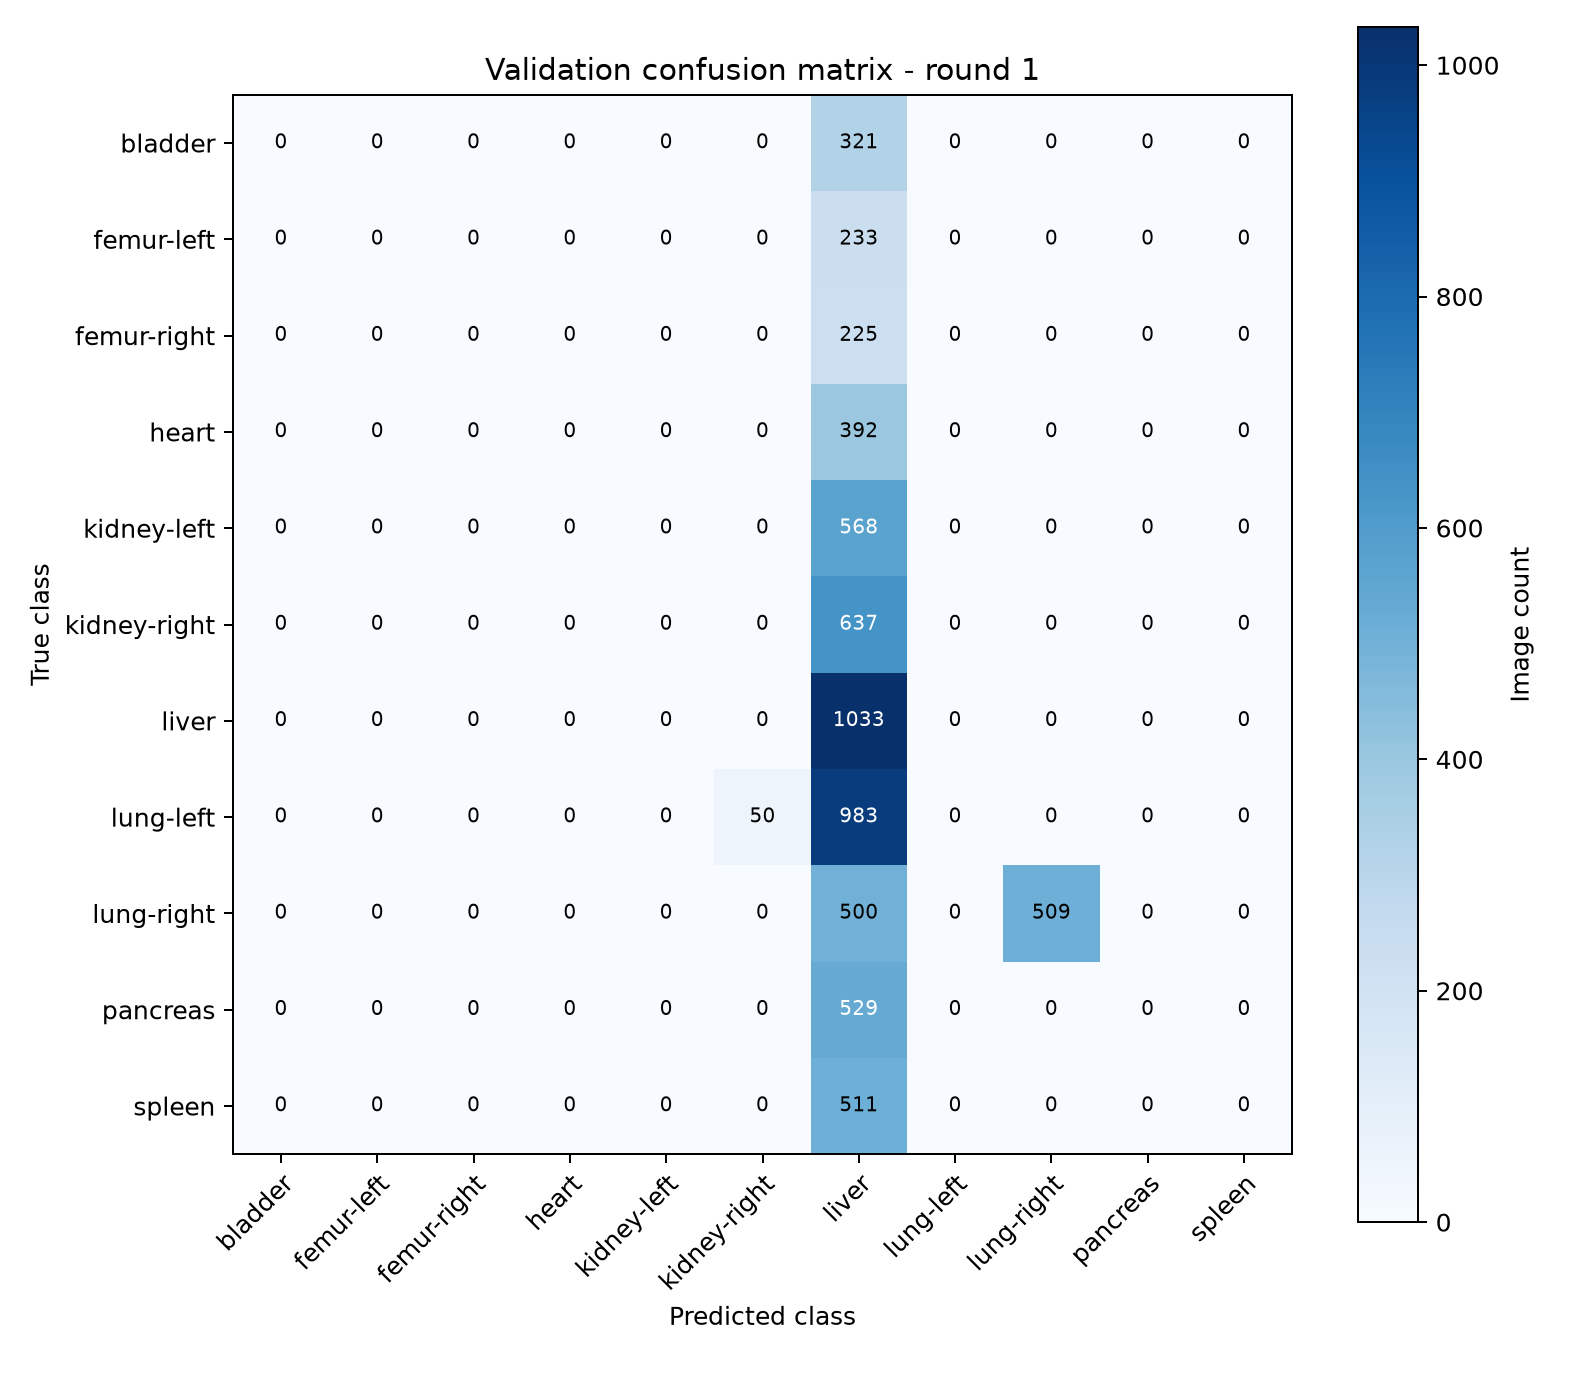 Validation confusion matrix - round 1
bladder 0 0 0 0 0 0 321 0 0 0 0
femur-left 0 0 0 0 0 0 233 0 0 0 0
femur-right 0 0 0 0 0 0 225 0 0 0 0
heart 0 0 0 0 0 0 392 0 0 0 0
kidney-left 0 0 0 0 0 0 568 0 0 0 0
kidney-right 0 0 0 0 0 0 637 0 0 0 0
liver 0 0 0 0 0 0 1033 0 0 0 0
lung-left 0 0 0 0 0 50 983 0 0 0 0
lung-right 0 0 0 0 0 0 500 0 509 0 0
pancreas 0 0 0 0 0 0 529 0 0 0 0
spleen 0 0 0 0 0 0 511 0 0 0 0
True class
bladder femur-left femur-right heart kidney-left kidney-right liver lung-left lung-right pancreas spleen
Predicted class
1000
800
600
400
200
0
Image count